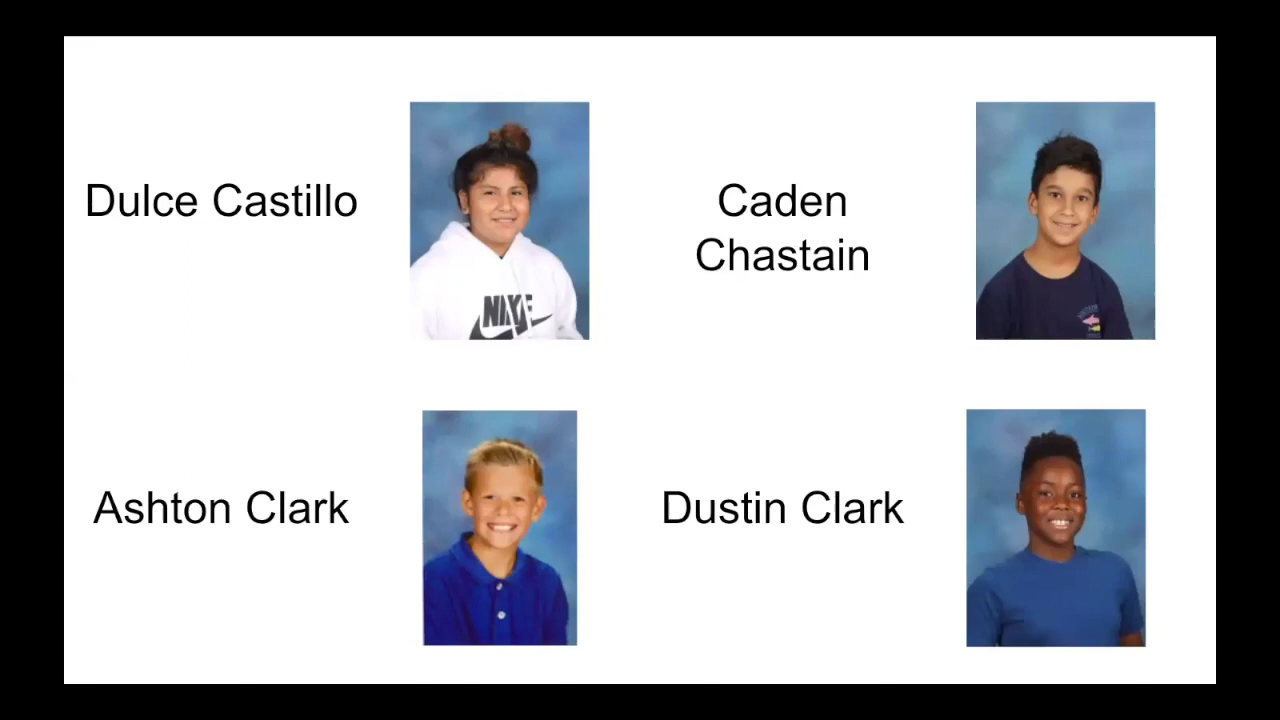 Dulce Castillo
Caden
Chastain
NIKE
Ashton Clark
Dustin Clark